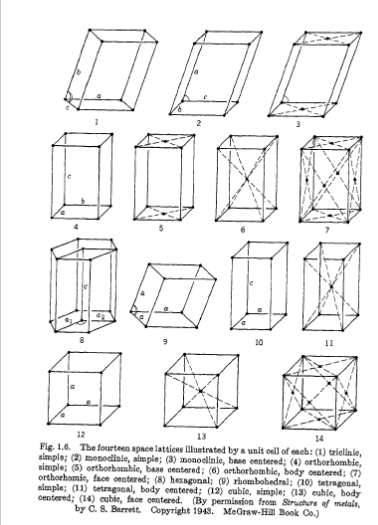 b
a
c
1
a
c
b
2
3
c
b
a
4
5
6
7
c
a1
a2
8
a
a
a
9
a
a
10
11
a
a
12
13
14
Fig. 1.6. The fourteen space lattices illustrated by a unit cell of each: (1) triclinic,
simple; (2) monoclinic, simple; (3) monoclinic, base centered; (4) orthorhombic,
simple; (5) orthorhombic, base centered; (6) orthorhombic, body centered; (7)
orthorhomic, face centered; (8) hexagonal; (9) rhombohedral; (10) tetragonal,
simple; (11) tetragonal, body centered; (12) cubic, simple; (13) cubic, body
centered; (14) cubic, face centered. (By permission from Structure of metals,
by C. S. Barrett. Copyright 1943. McGraw-Hill Book Co.)